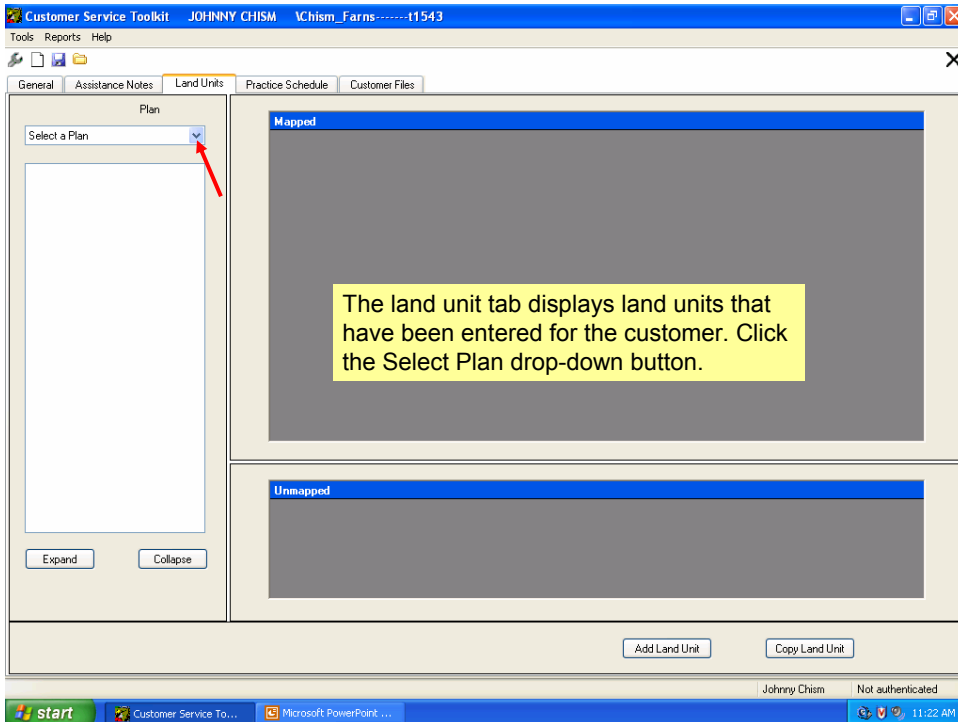 Customer Service Toolkit JOHNNY CHISM \Chism_Farns-------t1543
Tools Reports Help
General Assistance Notes Land Units Practice Schedule Customer Files
Plan
Select a Plan
Mapped
The land unit tab displays land units that
have been entered for the customer. Click
the Select Plan drop-down button.
Unmapped
Expand Collapse
Add Land Unit Copy Land Unit
Johnny Chism Not authenticated
start Customer Service To... Microsoft PowerPoint ... 11:22 AM